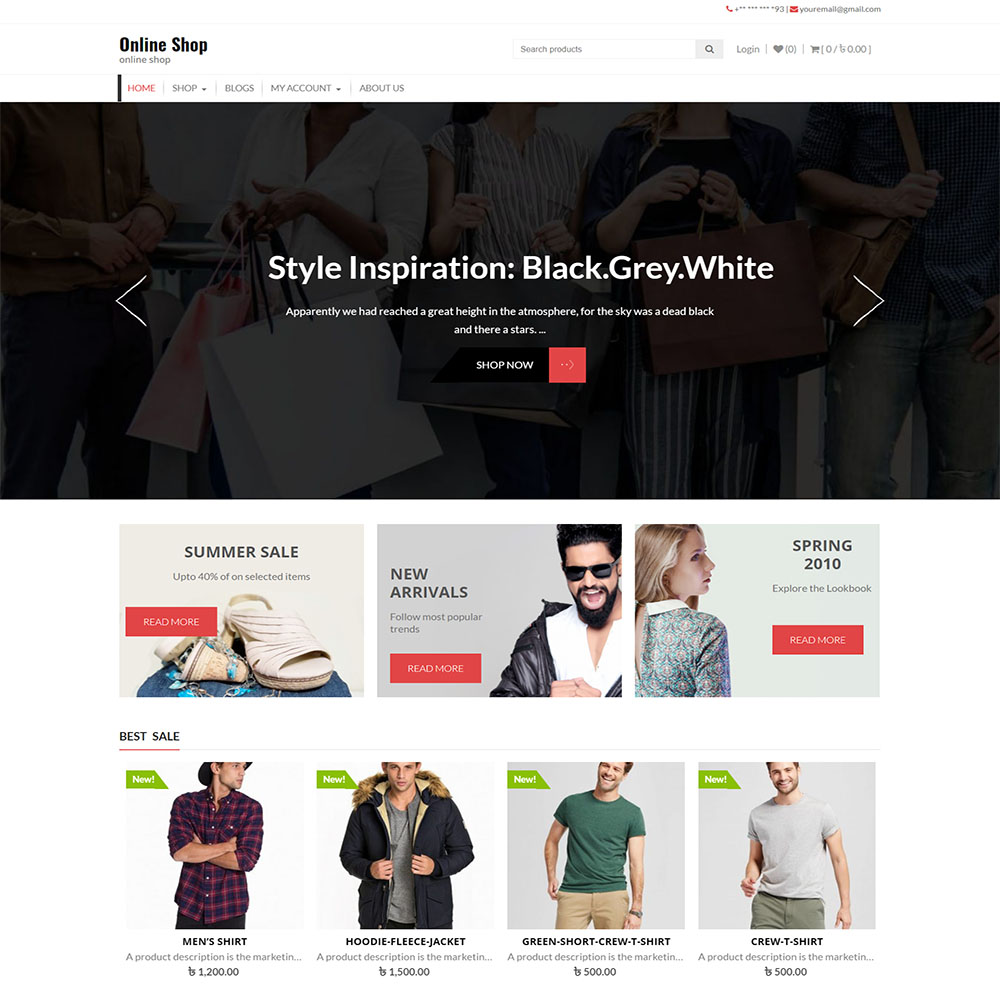 +** *** *** *93 | youremail@gmail.com
Online Shop
online shop
Search products
Login | (0) | [ 0 / ৳ 0.00 ]
HOME SHOP BLOGS MY ACCOUNT ABOUT US
Style Inspiration: Black.Grey.White
Apparently we had reached a great height in the atmosphere, for the sky was a dead black
and there a stars. ...
SHOP NOW
SUMMER SALE
Upto 40% of on selected items
READ MORE
NEW
ARRIVALS
Follow most popular
trends
READ MORE
SPRING
2010
Explore the Lookbook
READ MORE
BEST SALE
New!
MEN'S SHIRT
A product description is the marketin...
৳ 1,200.00
New!
HOODIE-FLEECE-JACKET
A product description is the marketin...
৳ 1,500.00
New!
GREEN-SHORT-CREW-T-SHIRT
A product description is the marketin...
৳ 500.00
New!
CREW-T-SHIRT
A product description is the marketin...
৳ 500.00